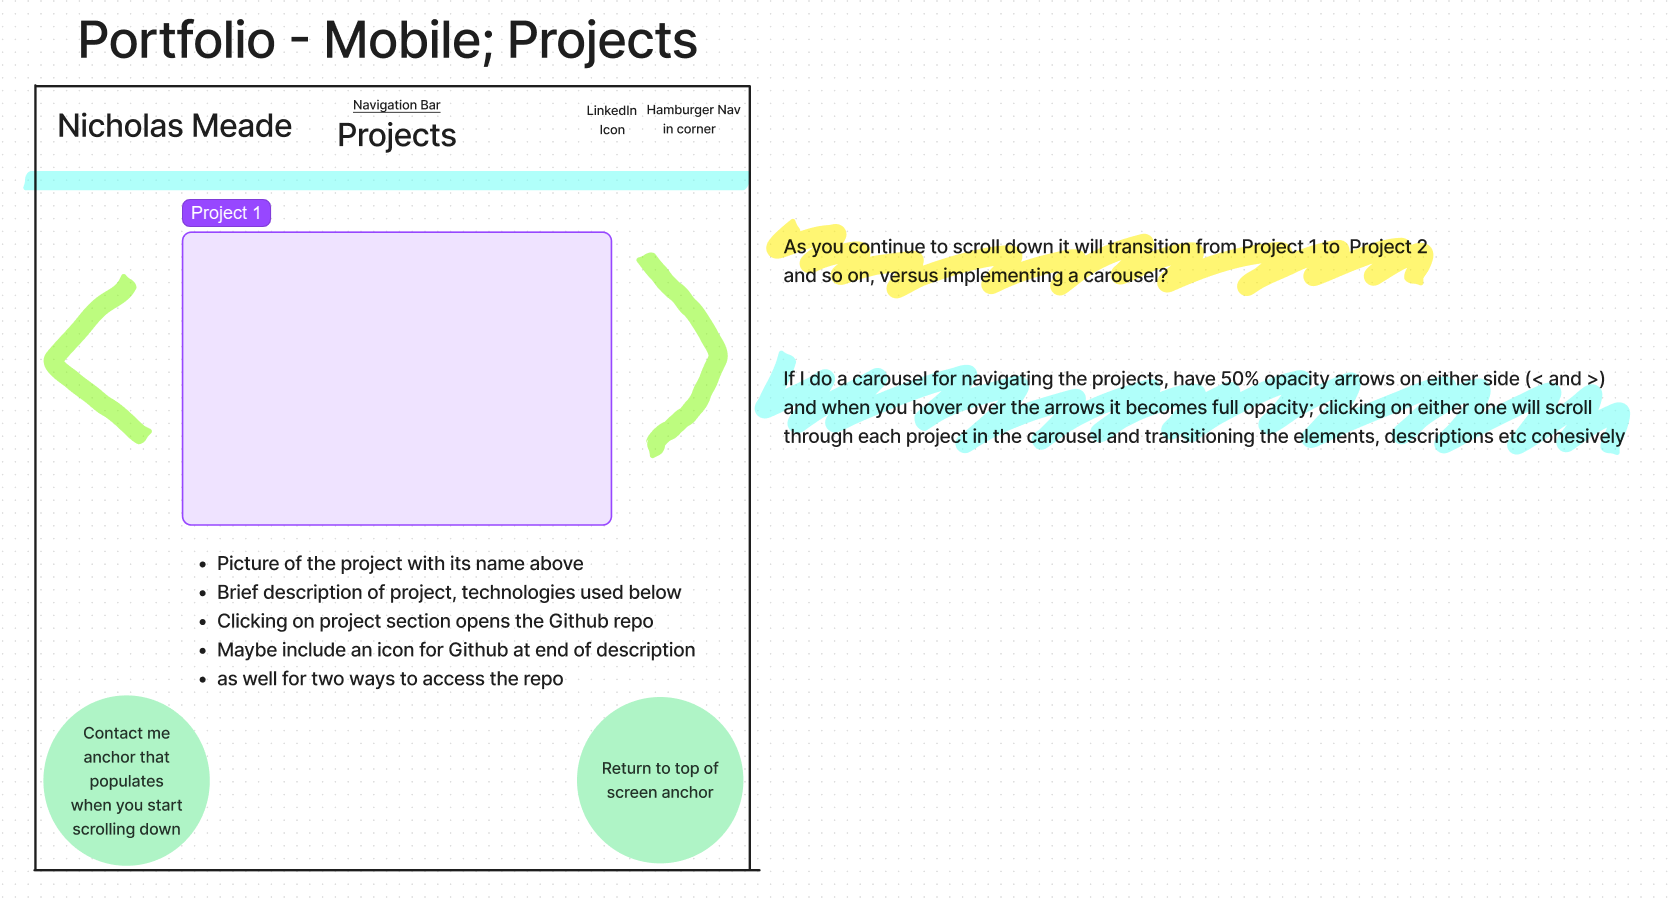 Portfolio - Mobile; Projects
Nicholas Meade
Navigation Bar
Projects
LinkedIn
Icon
Hamburger Nav
in corner
Project 1
• Picture of the project with its name above
• Brief description of project, technologies used below
• Clicking on project section opens the Github repo
• Maybe include an icon for Github at end of description
• as well for two ways to access the repo
Contact me
anchor that
populates
when you start
scrolling down
Return to top of
screen anchor
As you continue to scroll down it will transition from Project 1 to Project 2
and so on, versus implementing a carousel?
If I do a carousel for navigating the projects, have 50% opacity arrows on either side (< and >)
and when you hover over the arrows it becomes full opacity; clicking on either one will scroll
through each project in the carousel and transitioning the elements, descriptions etc cohesively